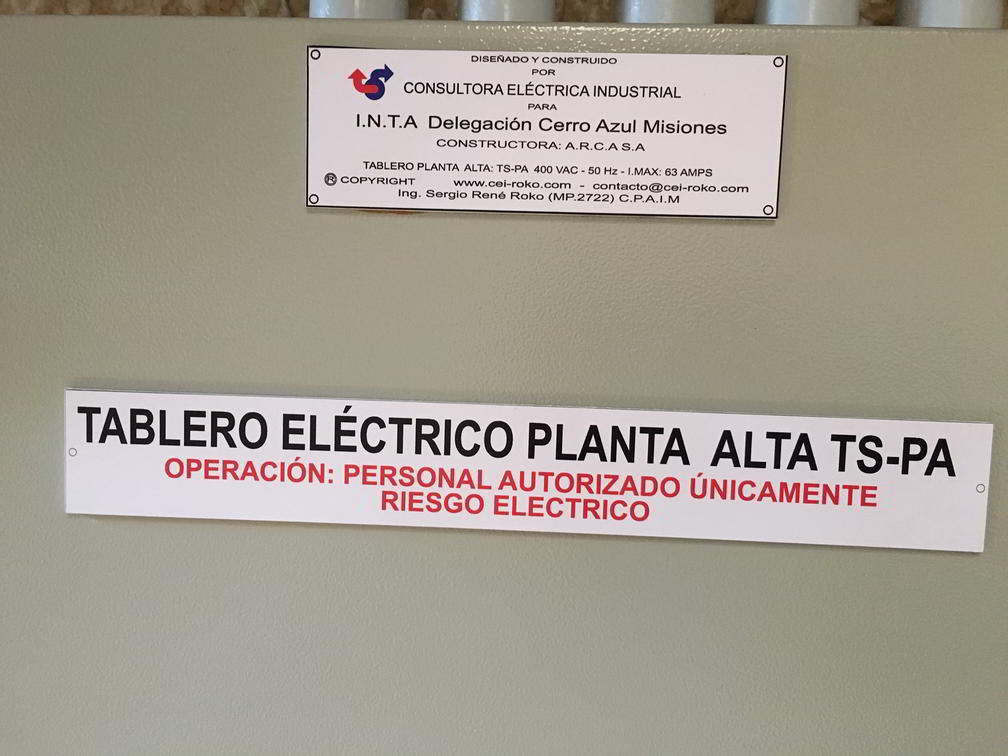 DISEÑADO Y CONSTRUIDO
POR
CONSULTORA ELÉCTRICA INDUSTRIAL
PARA
I.N.T.A Delegación Cerro Azul Misiones
CONSTRUCTORA: A.R.C.A S.A
TABLERO PLANTA ALTA: TS-PA 400 VAC - 50 Hz - I.MAX: 63 AMPS
® COPYRIGHT www.cei-roko.com - contacto@cei-roko.com
Ing. Sergio René Roko (MP.2722) C.P.A.I.M
TABLERO ELÉCTRICO PLANTA ALTA TS-PA
OPERACIÓN: PERSONAL AUTORIZADO ÚNICAMENTE
RIESGO ELECTRICO